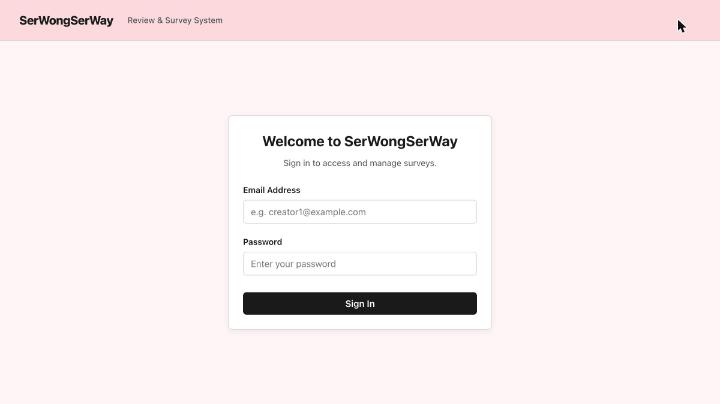 SerWongSerWay
Review & Survey System
Welcome to SerWongSerWay
Sign in to access and manage surveys.
Email Address
e.g. creator1@example.com
Password
Enter your password
Sign In